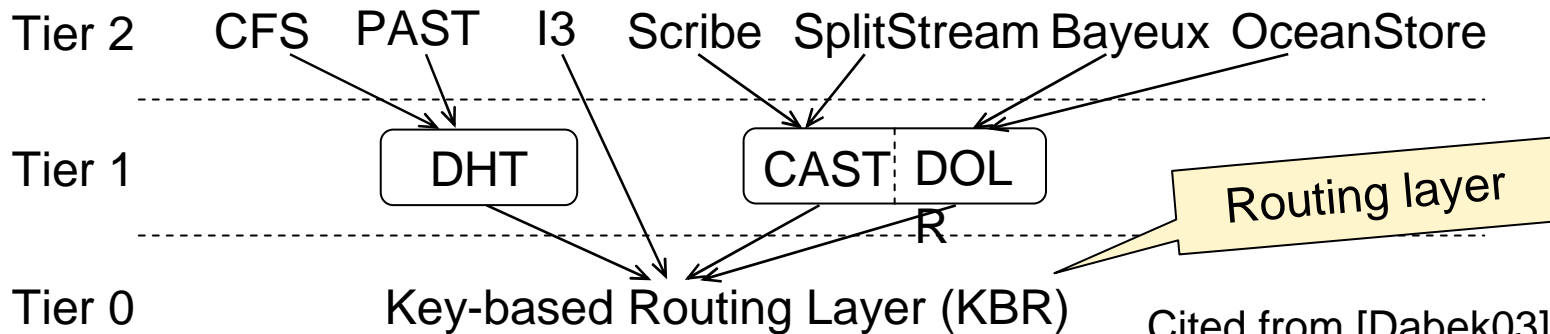 Tier 2 CFS PAST I3 Scribe SplitStream Bayeux OceanStore
Tier 1 DHT CAST DOL
R
Routing layer
Tier 0 Key-based Routing Layer (KBR)
Cited from [Dabek03]